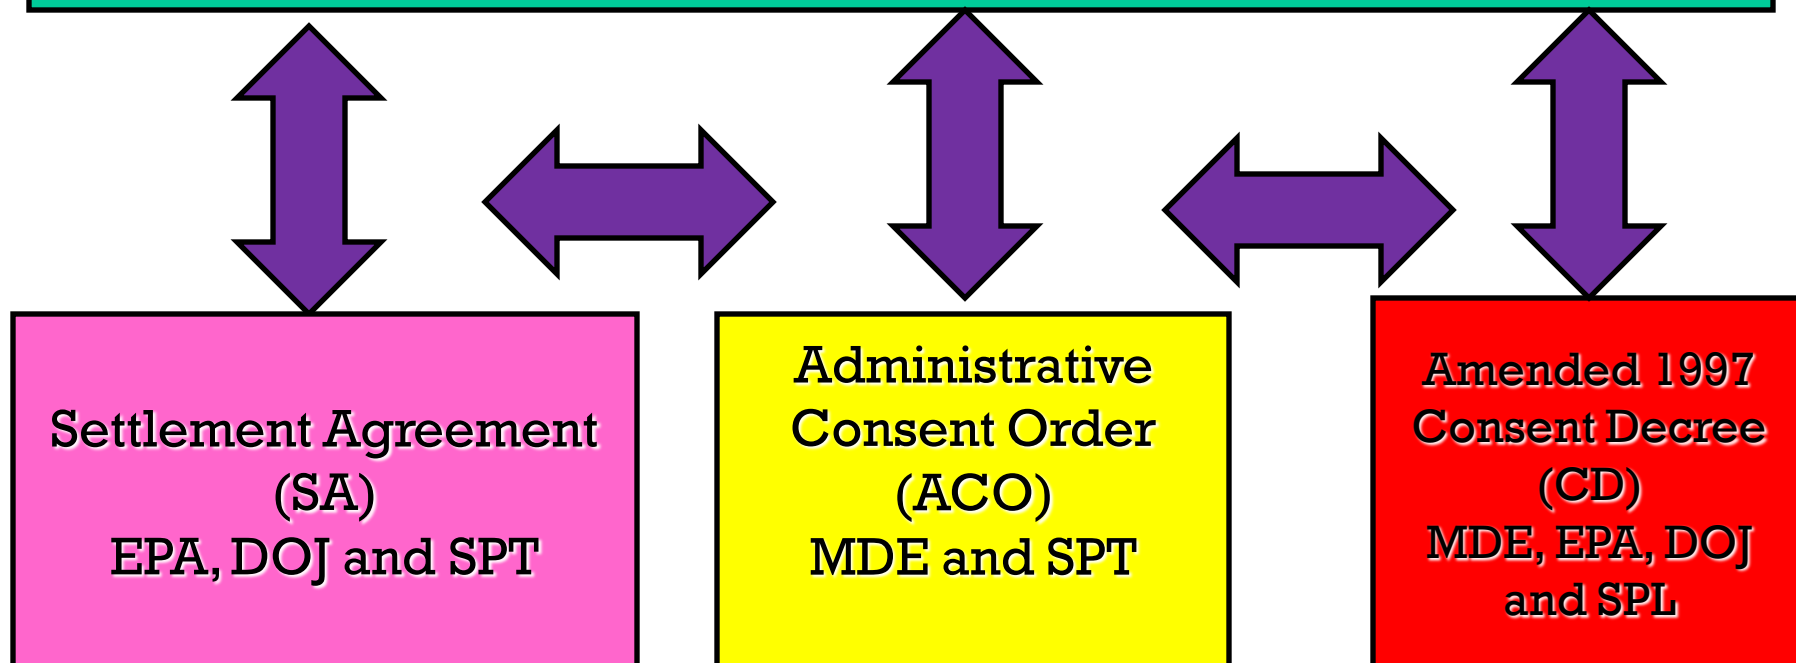 Settlement Agreement
(SA)
EPA, DOJ and SPT
Administrative
Consent Order
(ACO)
MDE and SPT
Amended 1997
Consent Decree
(CD)
MDE, EPA, DOJ
and SPL